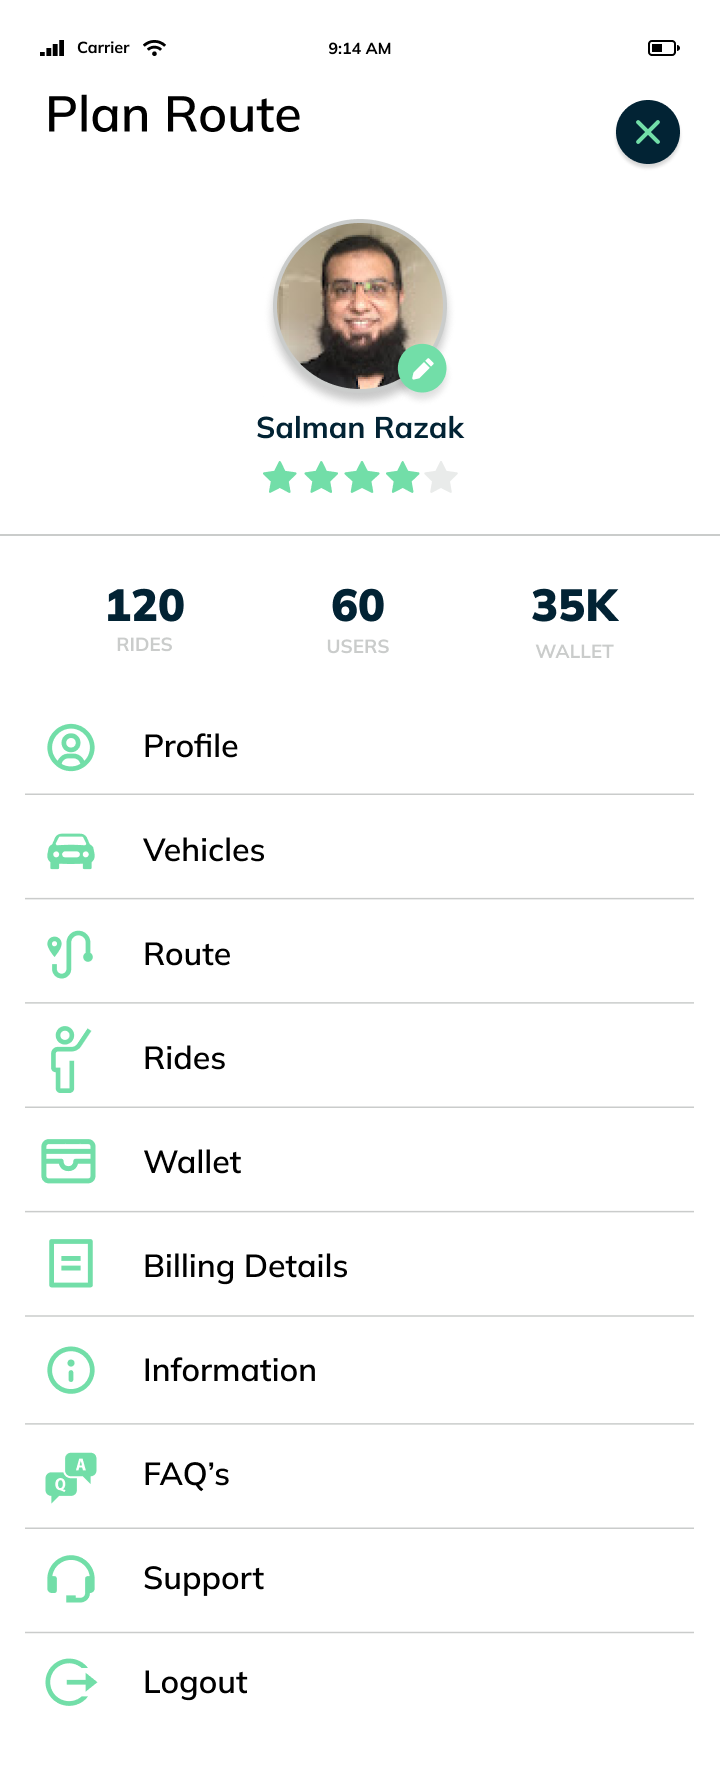 Carrier
9:14 AM
Plan Route
Salman Razak
120
RIDES
60
USERS
35K
WALLET
Profile
Vehicles
Route
Rides
Wallet
Billing Details
Information
A
Q
FAQ’s
Support
Logout